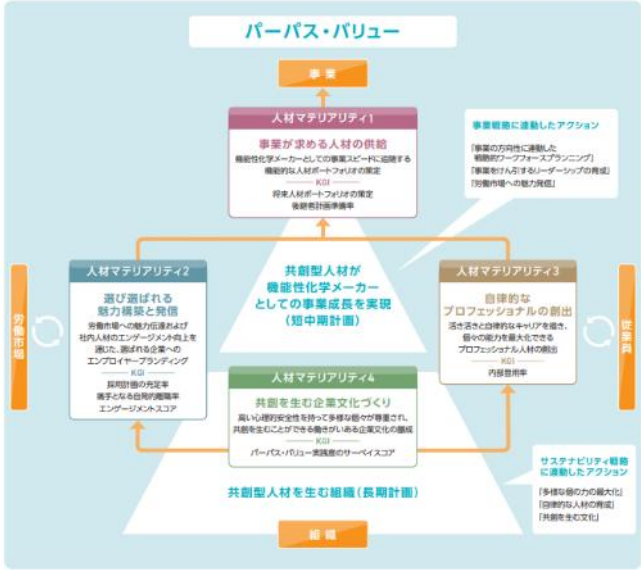 パーパス・バリュー
事業
人材マテリアリティ1
事業が求める人材の供給
機能性化学メーカーとしての事業スピードに追随する
機能的な人材ポートフォリオの策定
KGI
将来人材ポートフォリオの策定
後継者計画準備率
事業戦略に連動したアクション
「事業の方向性に連動した
戦略的ワークフォースプランニング」
「事業をけん引するリーダーシップの育成」
「労働市場への魅力発信」
労働市場
人材マテリアリティ2
選び選ばれる
魅力構築と発信
労働市場への魅力伝達および
社内人材のエンゲージメント向上を
通じた、選ばれる企業への
エンプロイヤーブランディング
KGI
採用計画の充足率
痛手となる自発的離職率
エンゲージメントスコア
共創型人材が
機能性化学メーカー
としての事業成長を実現
(短中期計画)
人材マテリアリティ3
自律的な
プロフェッショナルの創出
活き活きと自律的なキャリアを描き、
個々の能力を最大化できる
プロフェッショナル人材の創出
KGI
内部登用率
従業員
人材マテリアリティ4
共創を生む企業文化づくり
高い心理的安全性を持って多様な個々が尊重され、
共創を生むことができる働きがいある企業文化の醸成
KGI
パーパス・バリュー実践度のサーベイスコア
共創型人材を生む組織(長期計画)
組織
サステナビリティ戦略
に連動したアクション
「多様な個の力の最大化」
「自律的な人材の育成」
「共創を生む文化」